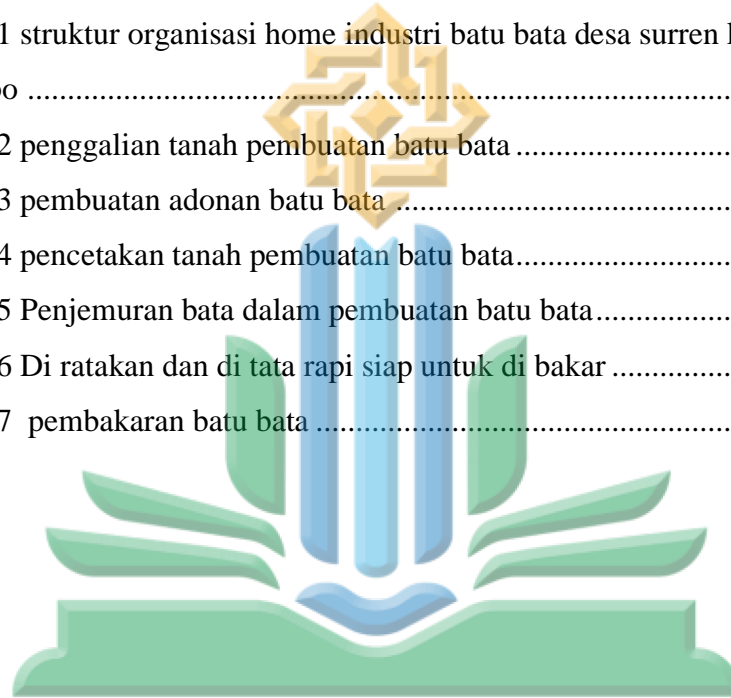 1 struktur organisasi home industri batu bata desa surren
oo ........................................................................................
2 penggalian tanah pembuatan batu bata ...........................
3 pembuatan adonan batu bata ..........................................
4 pencetakan tanah pembuatan batu bata...........................
5 Penjemuran bata dalam pembuatan batu bata.................
6 Di ratakan dan di tata rapi siap untuk di bakar ...............
7 pembakaran batu bata .....................................................